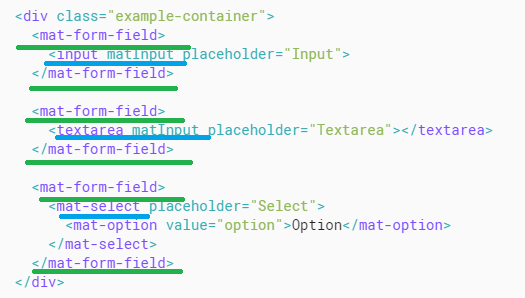 <div class="example-container">
<mat-form-field>
<input matInput placeholder="Input">
</mat-form-field>
<mat-form-field>
<textarea matInput placeholder="Textarea"></textarea>
</mat-form-field>
<mat-form-field>
<mat-select placeholder="Select">
<mat-option value="option">Option</mat-option>
</mat-select>
</mat-form-field>
</div>